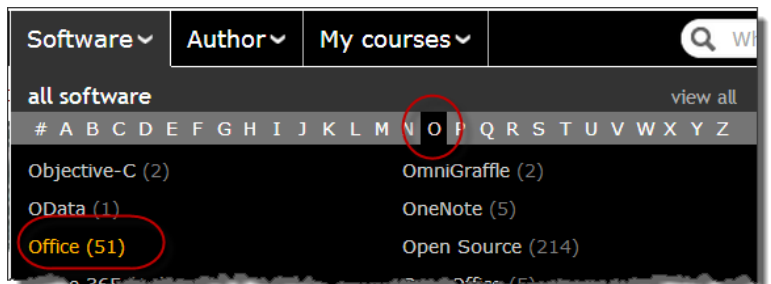 Software Author My courses
all software view all
# A B C D E F G H I J K L M N O P Q R S T U V W X Y Z
Objective-C (2) OmniGraffle (2)
OData (1) OneNote (5)
Office (51) Open Source (214)
365